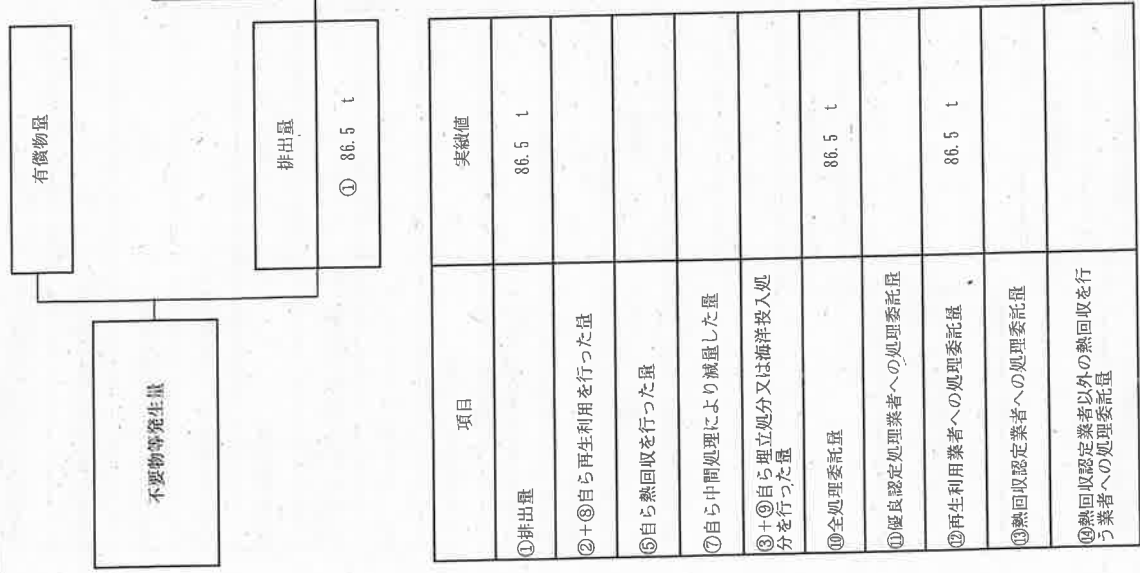 不要物等発生量
有償物量
排出量
① 86.5 t
項目
実績値
①排出量
86.5 t
②+⑧自ら再生利用を行った量
⑤自ら熱回収を行った量
⑦自ら中間処理により減量した量
③+⑨自ら埋立処分又は海洋投入処
分を行った量
⑩全処理委託量
86.5 t
⑪優良認定処理業者への処理委託量
⑫再生利用業者への処理委託量
86.5 t
⑬熱回収認定業者への処理委託量
⑭熱回収認定業者以外の熱回収を行
う業者への処理委託量